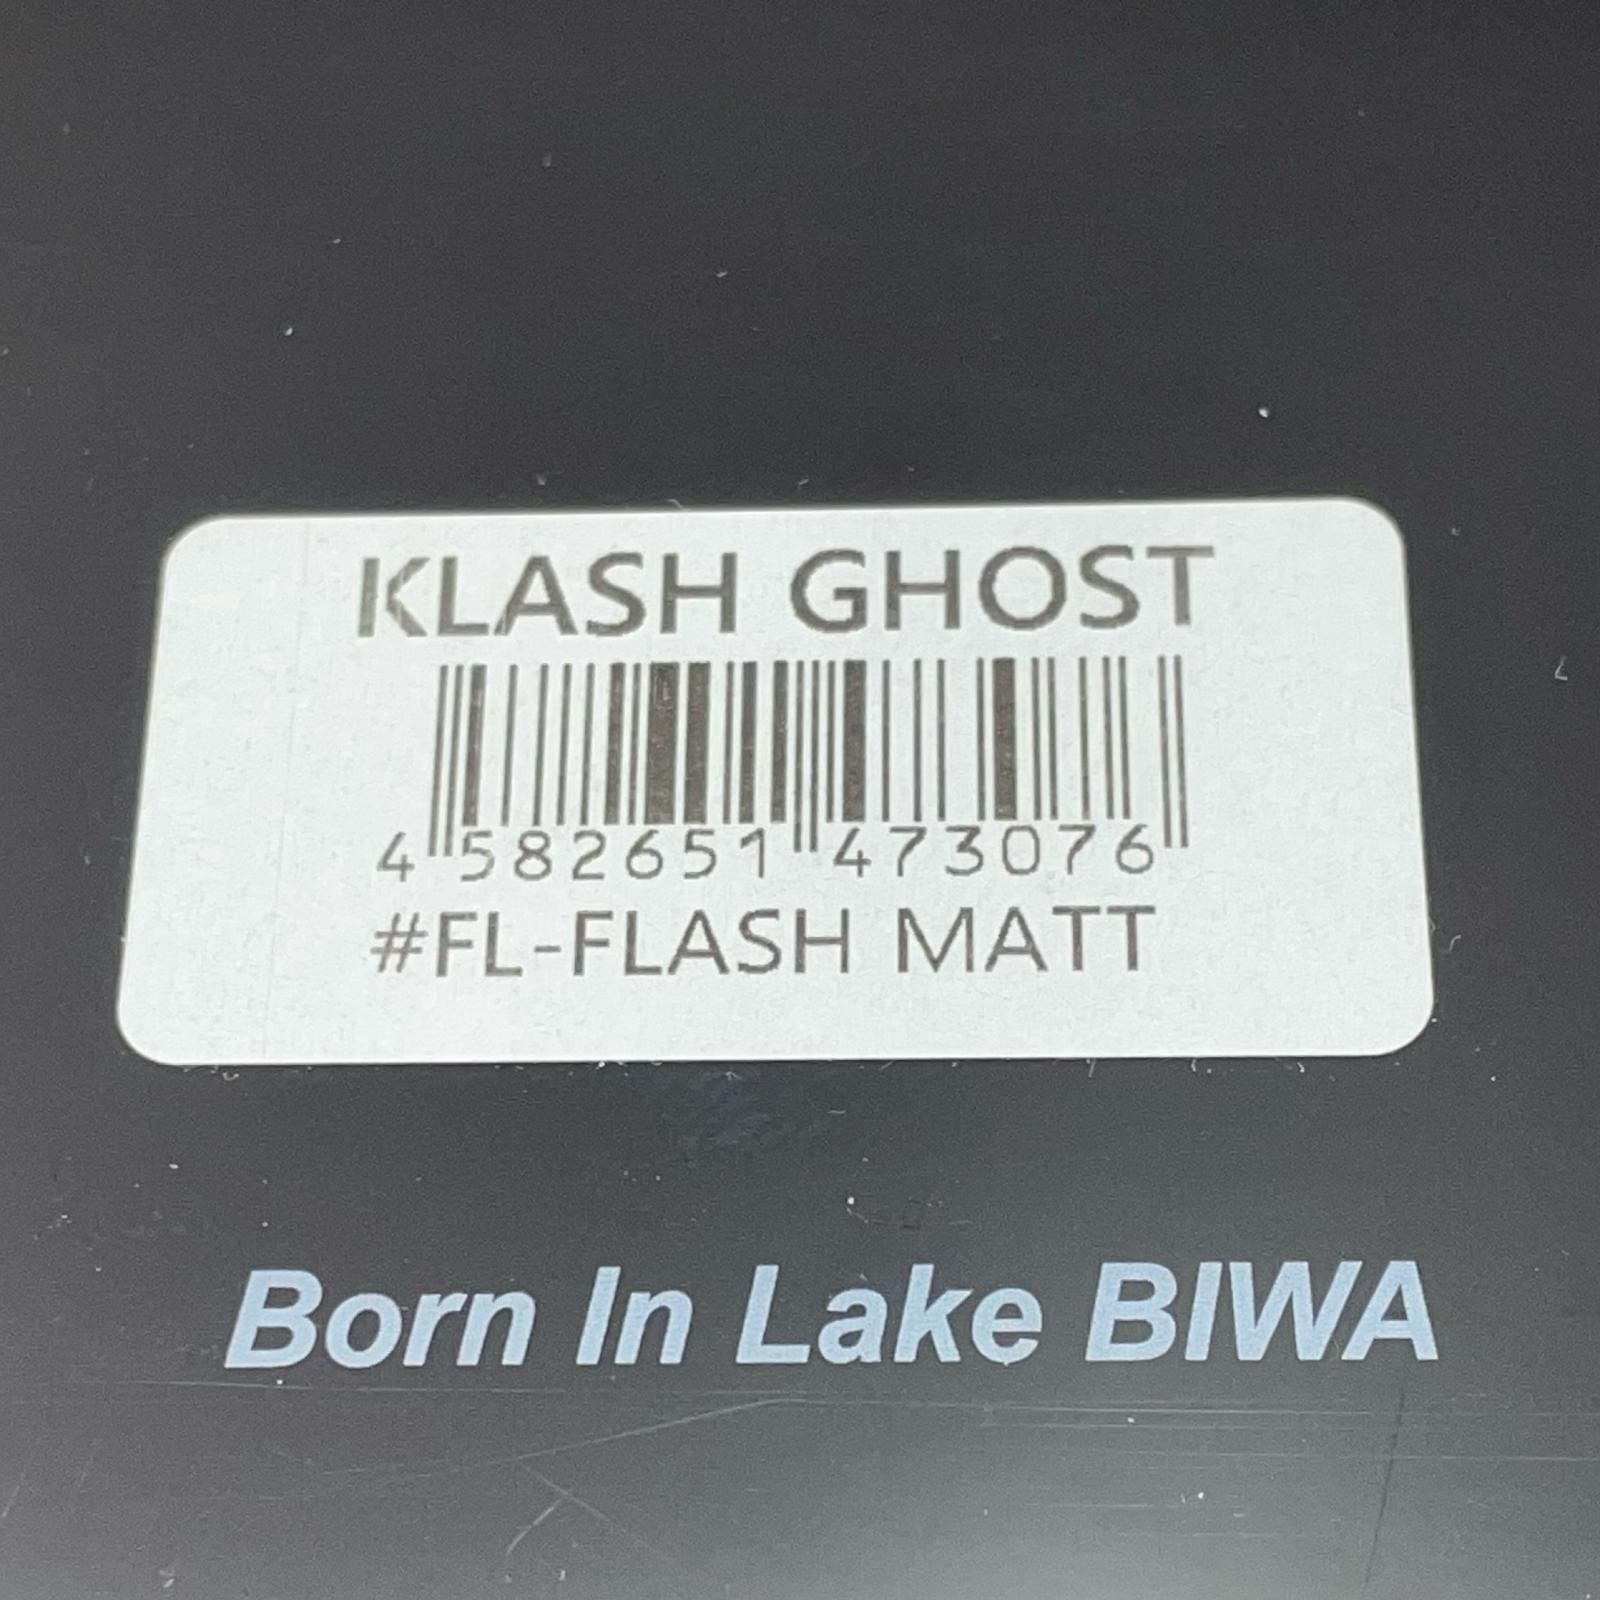 KLASH GHOST
4 582651 473076
#FL-FLASH MATT
Born In Lake BIWA